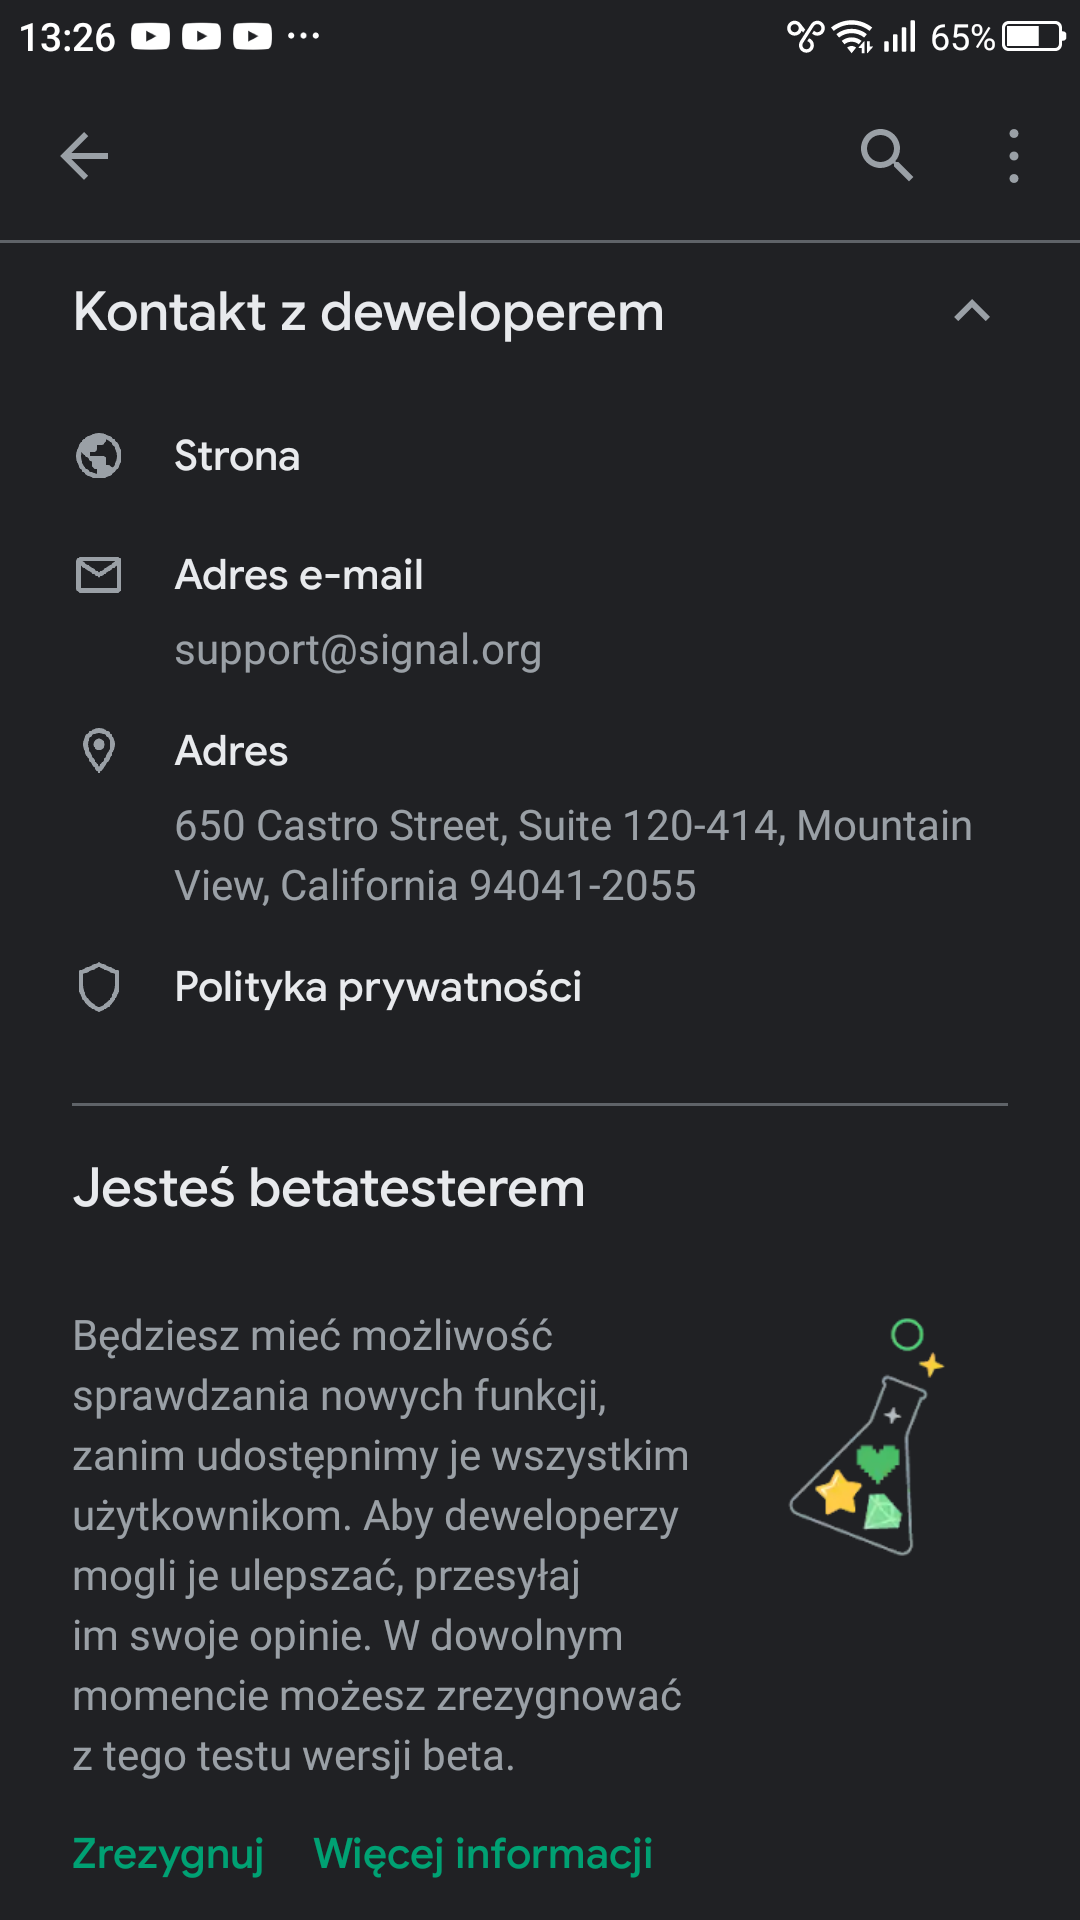 13:26
65%
Kontakt z deweloperem
Strona
Adres e-mail
support@signal.org
Adres
650 Castro Street, Suite 120-414, Mountain
View, California 94041-2055
Polityka prywatności
Jesteś betatesterem
Będziesz mieć możliwość
sprawdzania nowych funkcji,
zanim udostępnimy je wszystkim
użytkownikom. Aby deweloperzy
mogli je ulepszać, przesyłaj
im swoje opinie. W dowolnym
momencie możesz zrezygnować
z tego testu wersji beta.
Zrezygnuj Więcej informacji